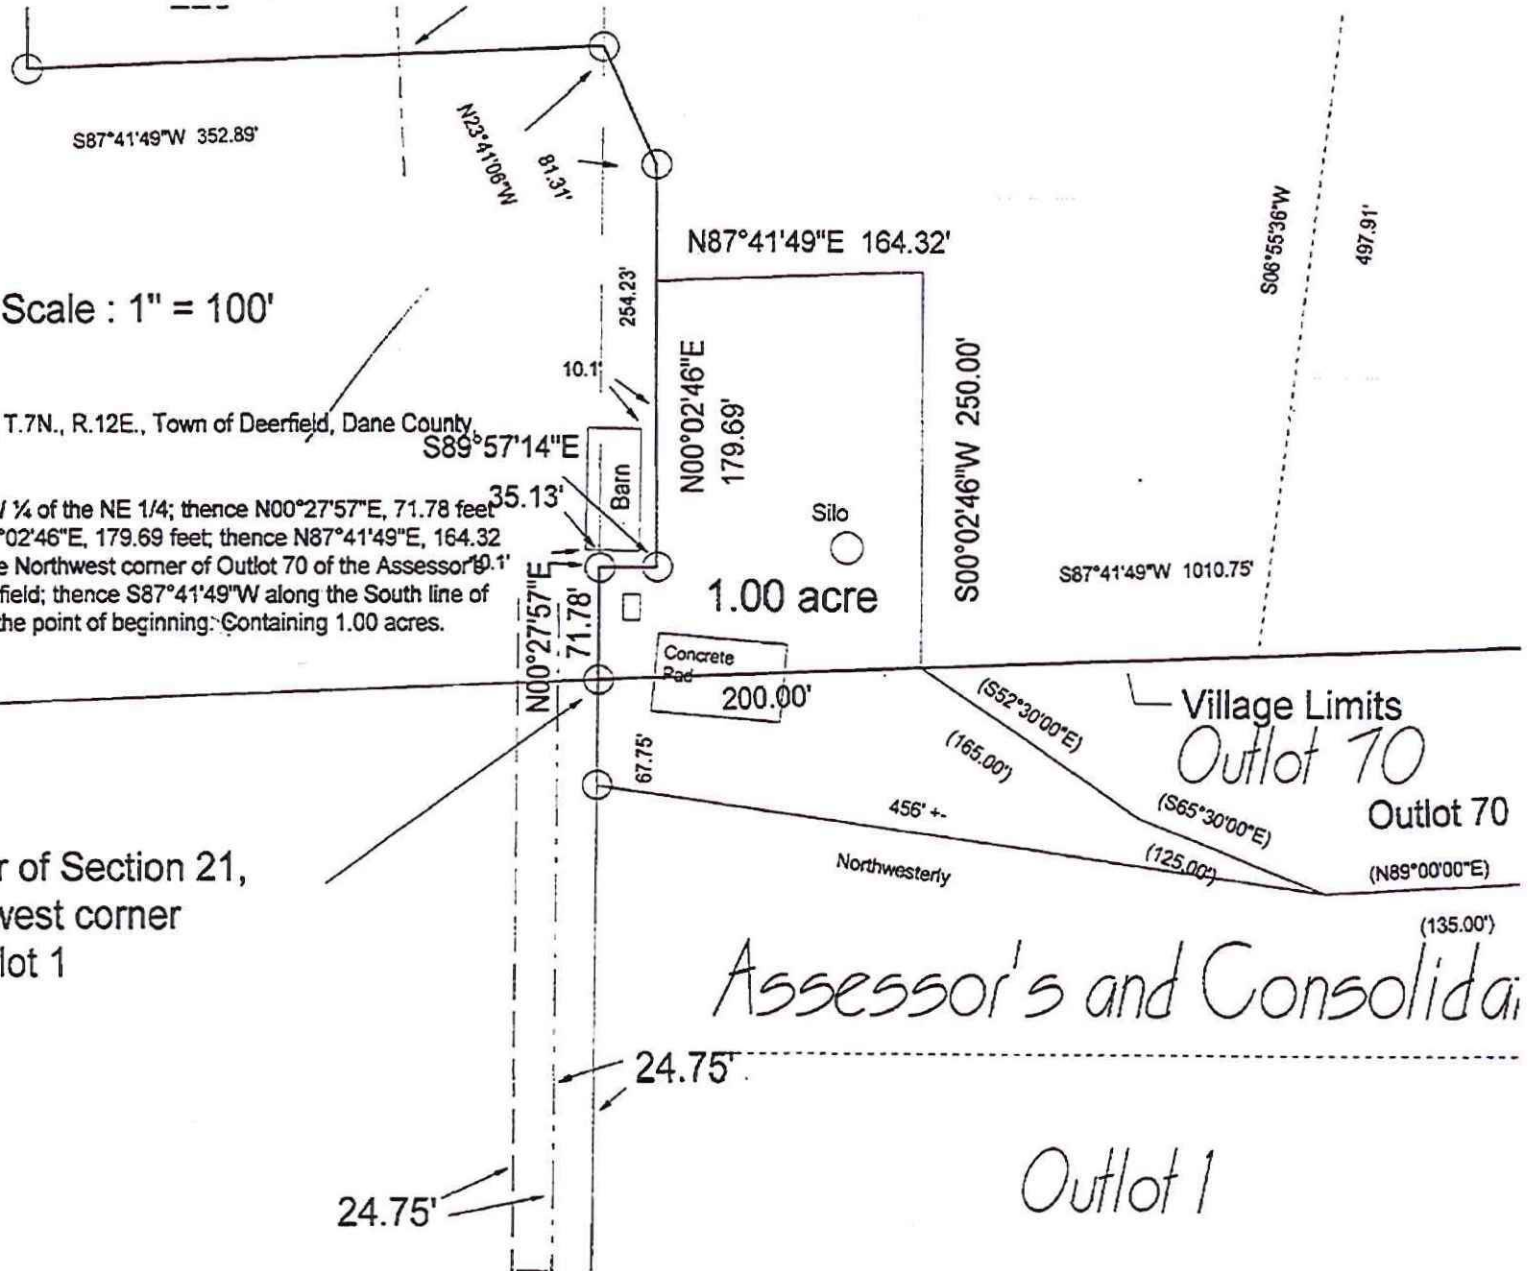 S87°41'49"W 352.89'
N23°41'06"W
81.31'
N87°41'49"E 164.32'
S06°55'36"W
497.91'
Scale : 1" = 100'
254.23'
10.1'
N00°02'46"E
179.69'
S00°02'46"W 250.00'
T.7N., R.12E., Town of Deerfield, Dane County,
S89°57'14"E
35.13'
Barn
Silo
¼ of the NE 1/4; thence N00°27'57"E, 71.78 feet
°02'46"E, 179.69 feet; thence N87°41'49"E, 164.32
e Northwest corner of Outlot 70 of the Assessor's
field; thence S87°41'49"W along the South line of
the point of beginning. Containing 1.00 acres.
10.1'
N00°27'57"E
71.78'
1.00 acre
S87°41'49"W 1010.75'
Concrete
Pad
200.00'
67.75'
(S52°30'00"E)
(165.00')
Village Limits
Outlot 70
Outlot 70
(S65°30'00"E)
(125.00')
456' +-
Northwesterly
(N89°00'00"E)
(135.00')
r of Section 21,
west corner
lot 1
Assessor's and Consolida
24.75'
24.75'
Outlot 1